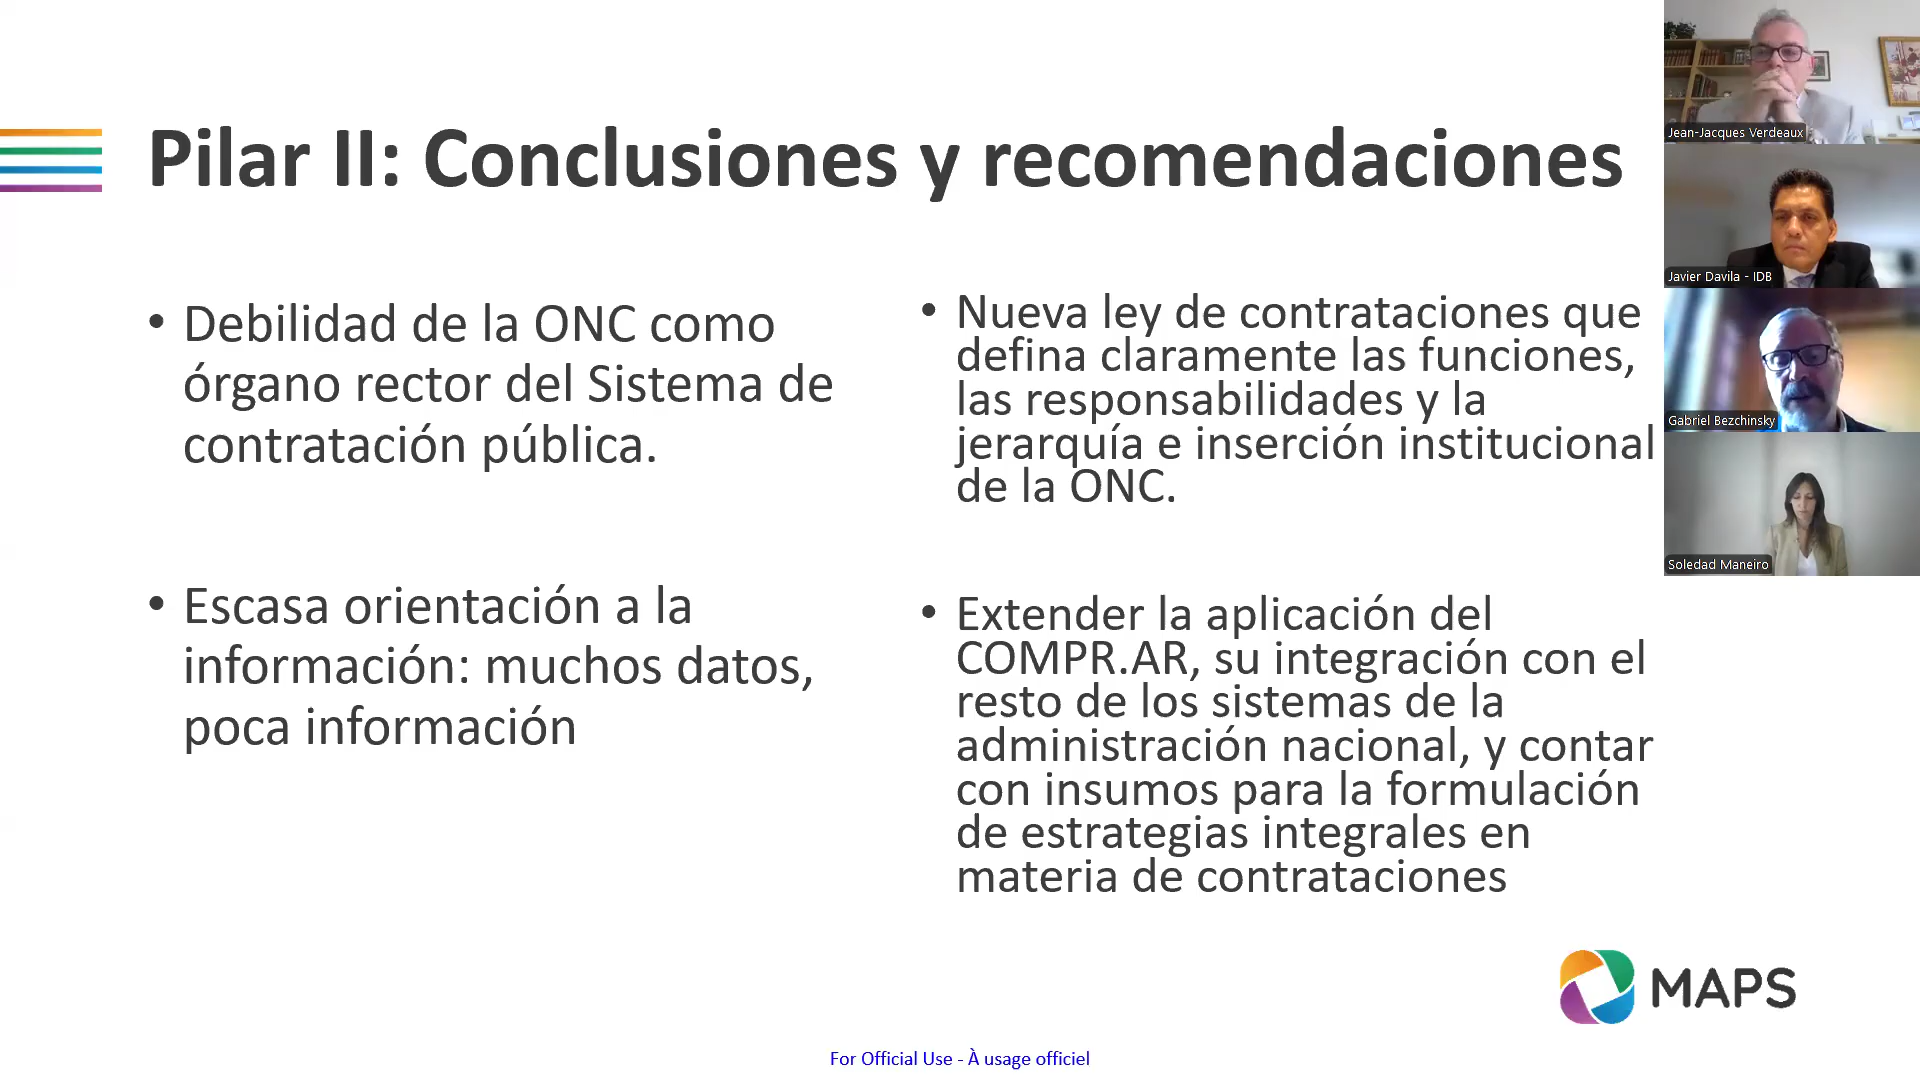 Pilar II: Conclusiones y recomendaciones
• Debilidad de la ONC como
órgano rector del Sistema de
contratación pública.
• Escasa orientación a la
información: muchos datos,
poca información
• Nueva ley de contrataciones que
defina claramente las funciones,
las responsabilidades y la
jerarquía e inserción institucional
de la ONC.
• Extender la aplicación del
COMPR.AR, su integración con el
resto de los sistemas de la
administración nacional, y contar
con insumos para la formulación
de estrategias integrales en
materia de contrataciones
MAPS
For Official Use - À usage officiel
Jean-Jacques Verdeaux
Javier Davila - IDB
Gabriel Bezchinsky
Soledad Maneiro